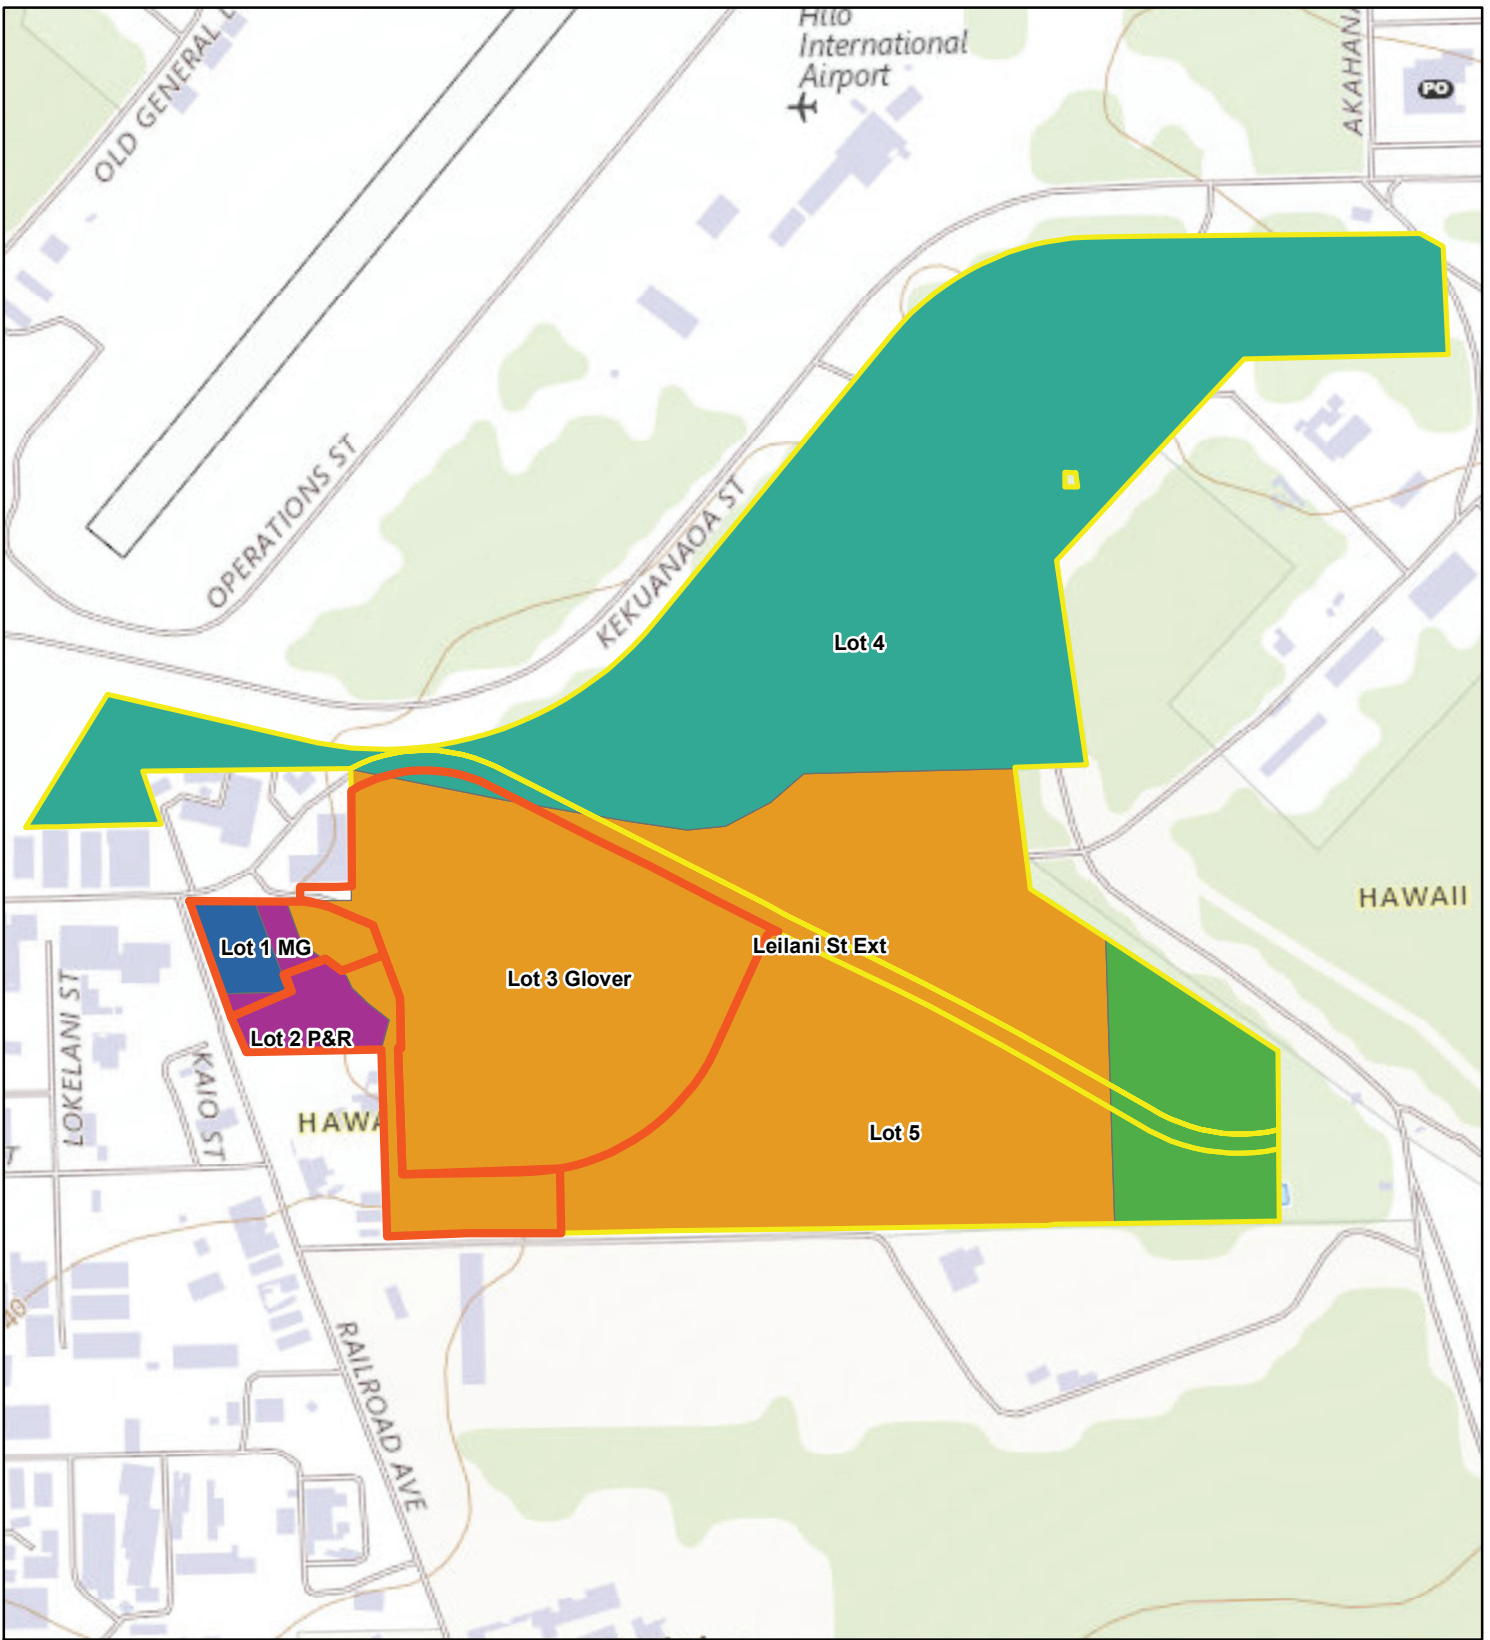 Hilo
International
Airport
OLD GENERAL
AKAHANA
PO
OPERATIONS ST
KEKUANAOA ST
Lot 4
HAWAII
Lot 1 MG
Leilani St Ext
Lot 3 Glover
LOKELANI ST
Lot 2 P&R
KAIO ST
HAWA
Lot 5
T
40
RAILROAD AVE